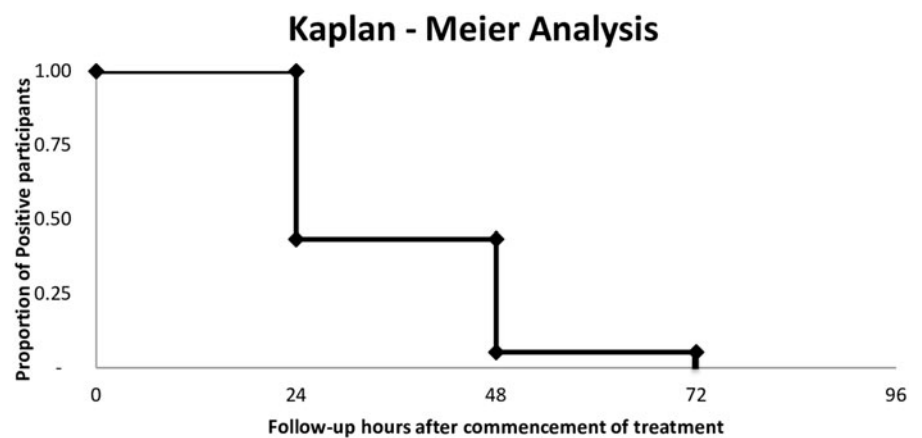 Kaplan - Meier Analysis
Proportion of Positive participants
1.00
0.75
0.50
0.25
-
0 24 48 72 96
Follow-up hours after commencement of treatment